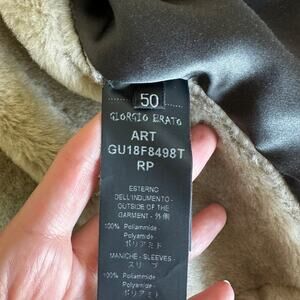 50
GIORGIO BRATO
ART
GU18F8498T
RP
ESTERNO
DELL'INDUMENTO -
OUTSIDE OF THE
GARMENT - 外側
100% Poliammide -
Polyamide -
ポリアミド
MANICHE - SLEEVES -
スリーブ
100% Poliammide -
Polyamide -
ポリアミド